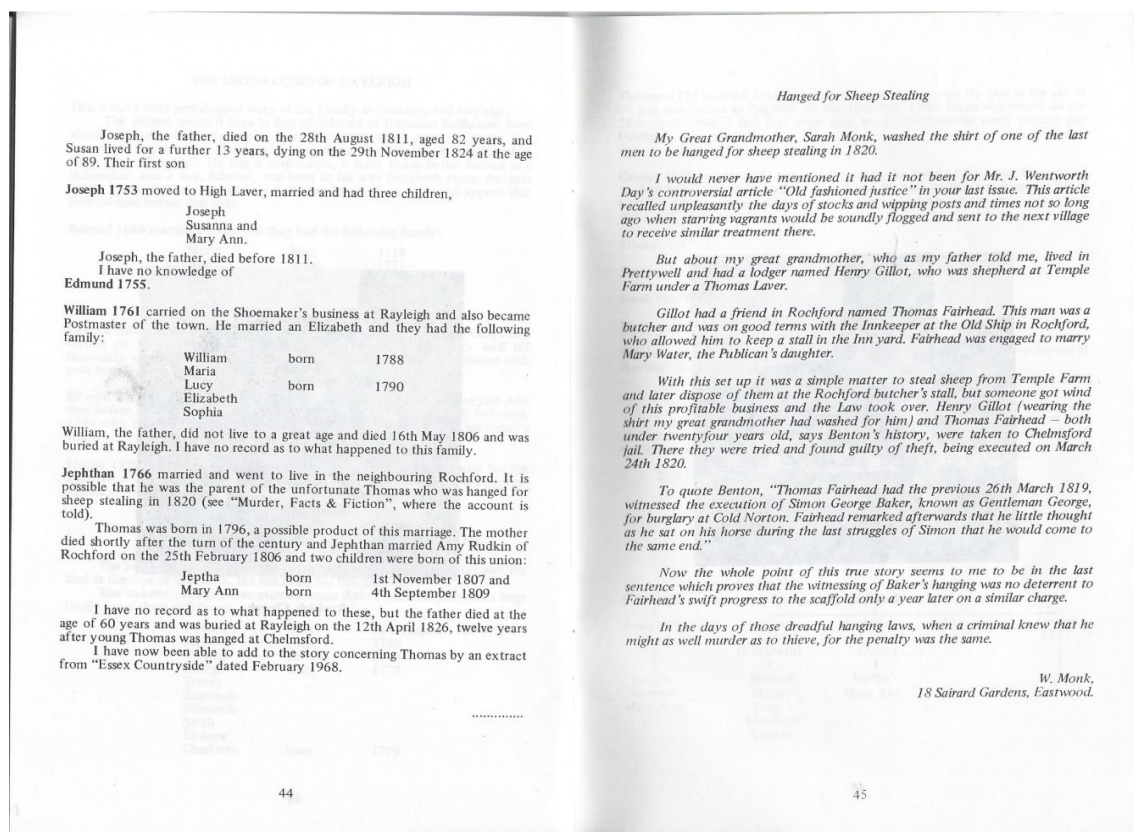 Joseph, the father, died on the 28th August 1811, aged 82 years, and
Susan lived for a further 13 years, dying on the 29th November 1824 at the age
of 89. Their first son
Joseph 1753 moved to High Laver, married and had three children,
Joseph
Susanna and
Mary Ann.
Joseph, the father, died before 1811.
I have no knowledge of
Edmund 1755.
William 1761 carried on the Shoemaker's business at Rayleigh and also became
Postmaster of the town. He married an Elizabeth and they had the following
family:
William born 1788
Maria
Lucy born 1790
Elizabeth
Sophia
William, the father, did not live to a great age and died 16th May 1806 and was
buried at Rayleigh. I have no record as to what happened to this family.
Jephthan 1766 married and went to live in the neighbouring Rochford. It is
possible that he was the parent of the unfortunate Thomas who was hanged for
sheep stealing in 1820 (see "Murder, Facts & Fiction", where the account is
told).
Thomas was born in 1796, a possible product of this marriage. The mother
died shortly after the turn of the century and Jephthan married Amy Rudkin of
Rochford on the 25th February 1806 and two children were born of this union:
Jeptha born 1st November 1807 and
Mary Ann born 4th September 1809
I have no record as to what happened to these, but the father died at the
age of 60 years and was buried at Rayleigh on the 12th April 1826, twelve years
after young Thomas was hanged at Chelmsford.
I have now been able to add to the story concerning Thomas by an extract
from "Essex Countryside" dated February 1968.
..............
44
Hanged for Sheep Stealing
My Great Grandmother, Sarah Monk, washed the shirt of one of the last
men to be hanged for sheep stealing in 1820.
I would never have mentioned it had it not been for Mr. J. Wentworth
Day's controversial article "Old fashioned justice" in your last issue. This article
recalled unpleasantly the days of stocks and wipping posts and times not so long
ago when starving vagrants would be soundly flogged and sent to the next village
to receive similar treatment there.
But about my great grandmother, who as my father told me, lived in
Prettywell and had a lodger named Henry Gillot, who was shepherd at Temple
Farm under a Thomas Laver.
Gillot had a friend in Rochford named Thomas Fairhead. This man was a
butcher and was on good terms with the Innkeeper at the Old Ship in Rochford,
who allowed him to keep a stall in the Inn yard. Fairhead was engaged to marry
Mary Water, the Publican's daughter.
With this set up it was a simple matter to steal sheep from Temple Farm
and later dispose of them at the Rochford butcher's stall, but someone got wind
of this profitable business and the Law took over. Henry Gillot (wearing the
shirt my great grandmother had washed for him) and Thomas Fairhead – both
under twentyfour years old, says Benton's history, were taken to Chelmsford
jail. There they were tried and found guilty of theft, being executed on March
24th 1820.
To quote Benton, "Thomas Fairhead had the previous 26th March 1819,
witnessed the execution of Simon George Baker, known as Gentleman George,
for burglary at Cold Norton. Fairhead remarked afterwards that he little thought
as he sat on his horse during the last struggles of Simon that he would come to
the same end."
Now the whole point of this true story seems to me to be in the last
sentence which proves that the witnessing of Baker's hanging was no deterrent to
Fairhead's swift progress to the scaffold only a year later on a similar charge.
In the days of those dreadful hanging laws, when a criminal knew that he
might as well murder as to thieve, for the penalty was the same.
W. Monk,
18 Sairard Gardens, Eastwood.
45